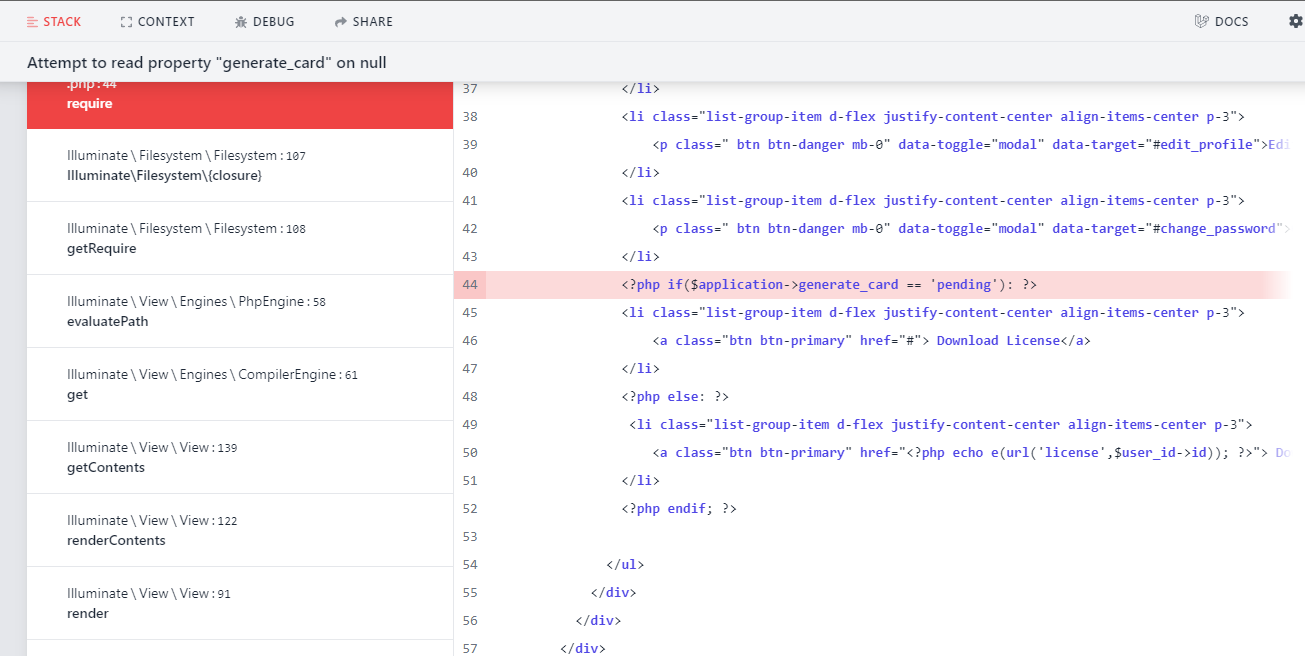 STACK CONTEXT DEBUG SHARE DOCS
Attempt to read property "generate_card" on null
.php : 44
require
Illuminate \ Filesystem \ Filesystem : 107
Illuminate\Filesystem\{closure}
Illuminate \ Filesystem \ Filesystem : 108
getRequire
Illuminate \ View \ Engines \ PhpEngine : 58
evaluatePath
Illuminate \ View \ Engines \ CompilerEngine : 61
get
Illuminate \ View \ View : 139
getContents
Illuminate \ View \ View : 122
renderContents
Illuminate \ View \ View : 91
render
37 </li>
38 <li class="list-group-item d-flex justify-content-center align-items-center p-3">
39 <p class=" btn btn-danger mb-0" data-toggle="modal" data-target="#edit_profile">Edi
40 </li>
41 <li class="list-group-item d-flex justify-content-center align-items-center p-3">
42 <p class=" btn btn-danger mb-0" data-toggle="modal" data-target="#change_password">
43 </li>
44 <?php if($application->generate_card == 'pending'): ?>
45 <li class="list-group-item d-flex justify-content-center align-items-center p-3">
46 <a class="btn btn-primary" href="#"> Download License</a>
47 </li>
48 <?php else: ?>
49 <li class="list-group-item d-flex justify-content-center align-items-center p-3">
50 <a class="btn btn-primary" href="<?php echo e(url('license',$user_id->id)); ?>"> Do
51 </li>
52 <?php endif; ?>
53
54 </ul>
55 </div>
56 </div>
57 </div>